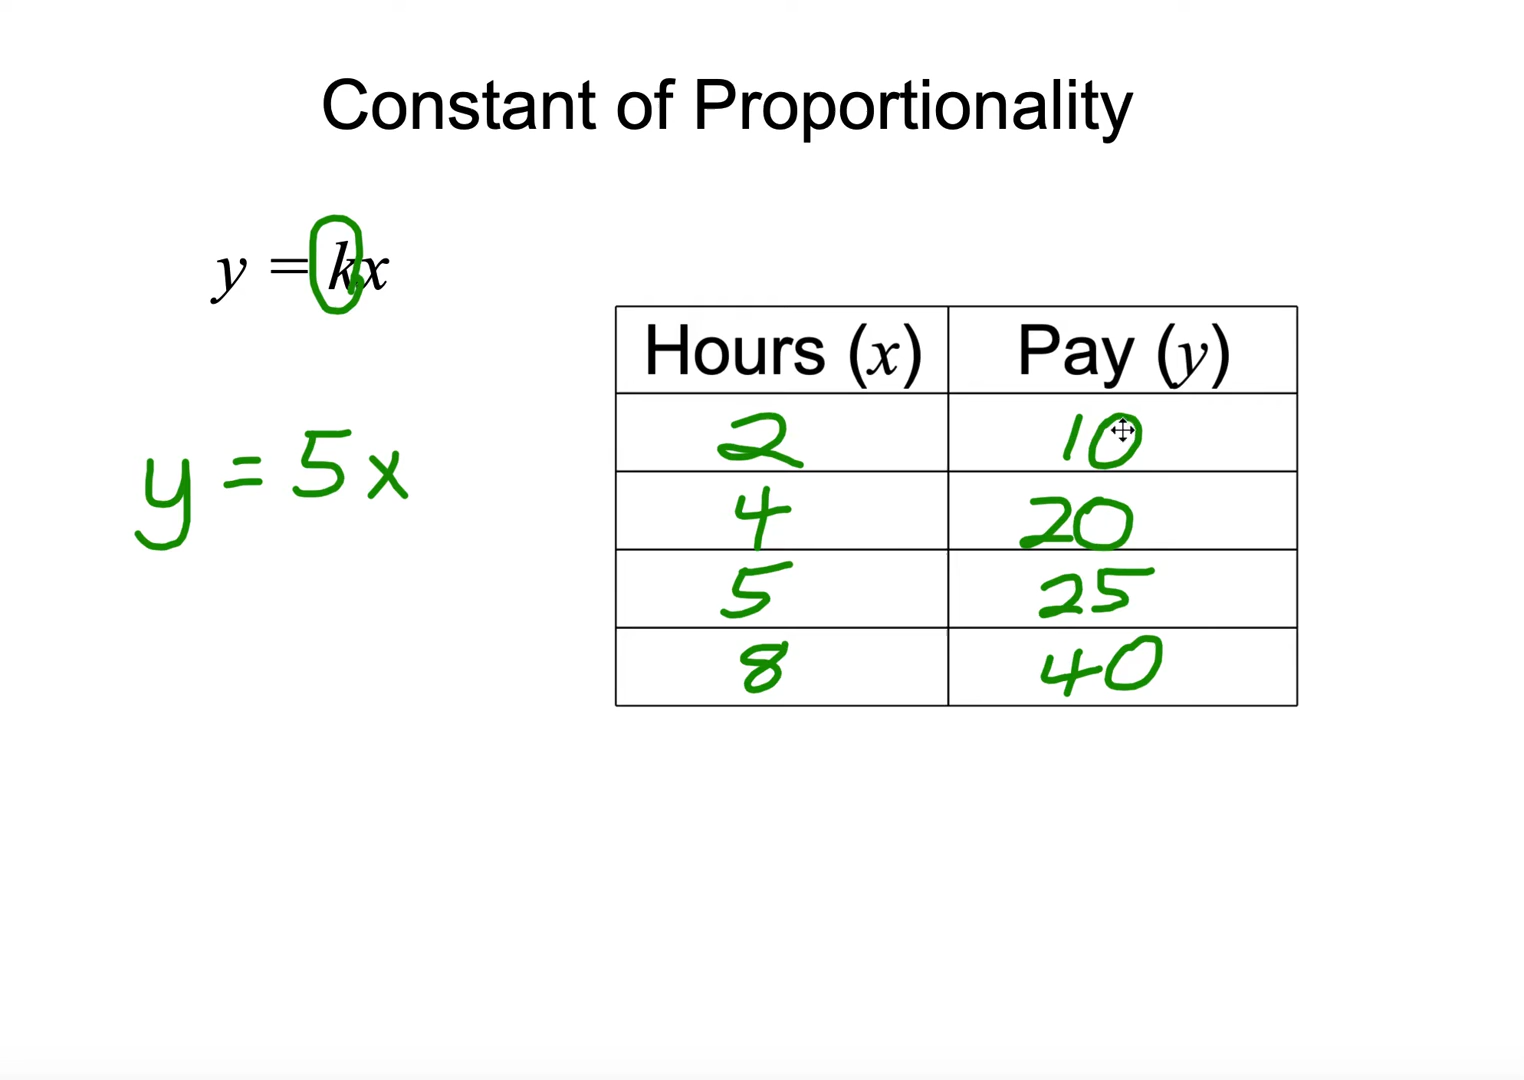 Constant of Proportionality
y = kx
y = 5x
Hours (x) Pay (y)
2 10
4 20
5 25
8 40